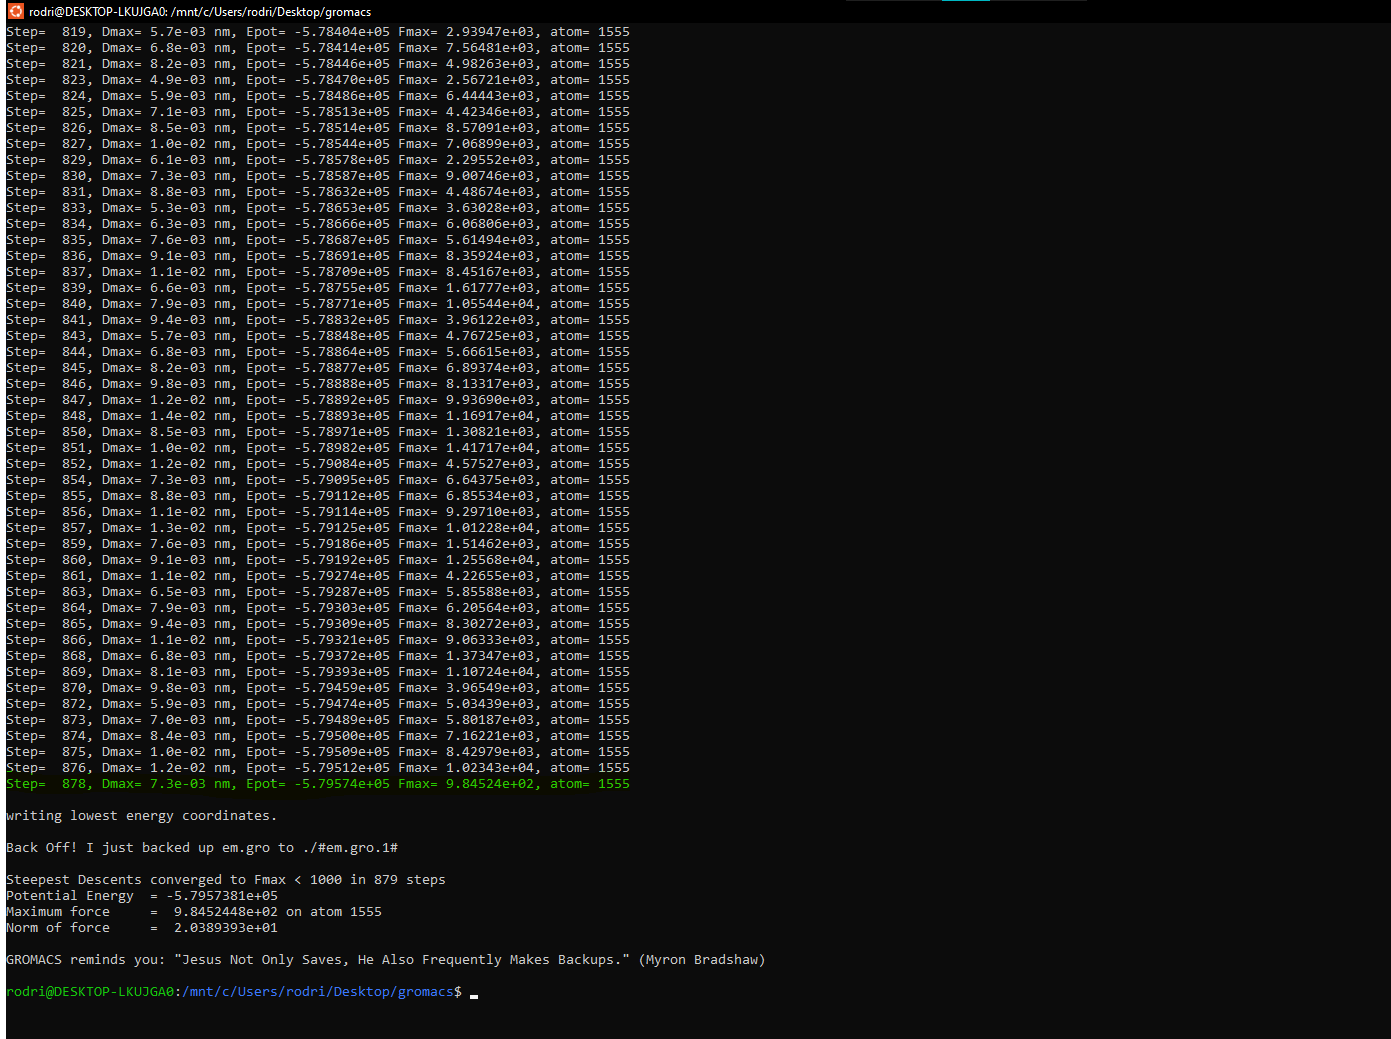 rodri@DESKTOP-LKUJGA0: /mnt/c/Users/rodri/Desktop/gromacs
Step=  819, Dmax= 5.7e-03 nm, Epot= -5.78404e+05 Fmax= 2.93947e+03, atom= 1555
Step=  820, Dmax= 6.8e-03 nm, Epot= -5.78414e+05 Fmax= 7.56481e+03, atom= 1555
Step=  821, Dmax= 8.2e-03 nm, Epot= -5.78446e+05 Fmax= 4.98263e+03, atom= 1555
Step=  823, Dmax= 4.9e-03 nm, Epot= -5.78470e+05 Fmax= 2.56721e+03, atom= 1555
Step=  824, Dmax= 5.9e-03 nm, Epot= -5.78486e+05 Fmax= 6.44443e+03, atom= 1555
Step=  825, Dmax= 7.1e-03 nm, Epot= -5.78513e+05 Fmax= 4.42346e+03, atom= 1555
Step=  826, Dmax= 8.5e-03 nm, Epot= -5.78514e+05 Fmax= 8.57091e+03, atom= 1555
Step=  827, Dmax= 1.0e-02 nm, Epot= -5.78544e+05 Fmax= 7.06899e+03, atom= 1555
Step=  829, Dmax= 6.1e-03 nm, Epot= -5.78578e+05 Fmax= 2.29552e+03, atom= 1555
Step=  830, Dmax= 7.3e-03 nm, Epot= -5.78587e+05 Fmax= 9.00746e+03, atom= 1555
Step=  831, Dmax= 8.8e-03 nm, Epot= -5.78632e+05 Fmax= 4.48674e+03, atom= 1555
Step=  833, Dmax= 5.3e-03 nm, Epot= -5.78653e+05 Fmax= 3.63028e+03, atom= 1555
Step=  834, Dmax= 6.3e-03 nm, Epot= -5.78666e+05 Fmax= 6.06806e+03, atom= 1555
Step=  835, Dmax= 7.6e-03 nm, Epot= -5.78687e+05 Fmax= 5.61494e+03, atom= 1555
Step=  836, Dmax= 9.1e-03 nm, Epot= -5.78691e+05 Fmax= 8.35924e+03, atom= 1555
Step=  837, Dmax= 1.1e-02 nm, Epot= -5.78709e+05 Fmax= 8.45167e+03, atom= 1555
Step=  839, Dmax= 6.6e-03 nm, Epot= -5.78755e+05 Fmax= 1.61777e+03, atom= 1555
Step=  840, Dmax= 7.9e-03 nm, Epot= -5.78771e+05 Fmax= 1.05544e+04, atom= 1555
Step=  841, Dmax= 9.4e-03 nm, Epot= -5.78832e+05 Fmax= 3.96122e+03, atom= 1555
Step=  843, Dmax= 5.7e-03 nm, Epot= -5.78848e+05 Fmax= 4.76725e+03, atom= 1555
Step=  844, Dmax= 6.8e-03 nm, Epot= -5.78864e+05 Fmax= 5.66615e+03, atom= 1555
Step=  845, Dmax= 8.2e-03 nm, Epot= -5.78877e+05 Fmax= 6.89374e+03, atom= 1555
Step=  846, Dmax= 9.8e-03 nm, Epot= -5.78888e+05 Fmax= 8.13317e+03, atom= 1555
Step=  847, Dmax= 1.2e-02 nm, Epot= -5.78892e+05 Fmax= 9.93690e+03, atom= 1555
Step=  848, Dmax= 1.4e-02 nm, Epot= -5.78893e+05 Fmax= 1.16917e+04, atom= 1555
Step=  850, Dmax= 8.5e-03 nm, Epot= -5.78971e+05 Fmax= 1.30821e+03, atom= 1555
Step=  851, Dmax= 1.0e-02 nm, Epot= -5.78982e+05 Fmax= 1.41717e+04, atom= 1555
Step=  852, Dmax= 1.2e-02 nm, Epot= -5.79084e+05 Fmax= 4.57527e+03, atom= 1555
Step=  854, Dmax= 7.3e-03 nm, Epot= -5.79095e+05 Fmax= 6.64375e+03, atom= 1555
Step=  855, Dmax= 8.8e-03 nm, Epot= -5.79112e+05 Fmax= 6.85534e+03, atom= 1555
Step=  856, Dmax= 1.1e-02 nm, Epot= -5.79114e+05 Fmax= 9.29710e+03, atom= 1555
Step=  857, Dmax= 1.3e-02 nm, Epot= -5.79125e+05 Fmax= 1.01228e+04, atom= 1555
Step=  859, Dmax= 7.6e-03 nm, Epot= -5.79186e+05 Fmax= 1.51462e+03, atom= 1555
Step=  860, Dmax= 9.1e-03 nm, Epot= -5.79192e+05 Fmax= 1.25568e+04, atom= 1555
Step=  861, Dmax= 1.1e-02 nm, Epot= -5.79274e+05 Fmax= 4.22655e+03, atom= 1555
Step=  863, Dmax= 6.5e-03 nm, Epot= -5.79287e+05 Fmax= 5.85588e+03, atom= 1555
Step=  864, Dmax= 7.9e-03 nm, Epot= -5.79303e+05 Fmax= 6.20564e+03, atom= 1555
Step=  865, Dmax= 9.4e-03 nm, Epot= -5.79309e+05 Fmax= 8.30272e+03, atom= 1555
Step=  866, Dmax= 1.1e-02 nm, Epot= -5.79321e+05 Fmax= 9.06333e+03, atom= 1555
Step=  868, Dmax= 6.8e-03 nm, Epot= -5.79372e+05 Fmax= 1.37347e+03, atom= 1555
Step=  869, Dmax= 8.1e-03 nm, Epot= -5.79393e+05 Fmax= 1.10724e+04, atom= 1555
Step=  870, Dmax= 9.8e-03 nm, Epot= -5.79459e+05 Fmax= 3.96549e+03, atom= 1555
Step=  872, Dmax= 5.9e-03 nm, Epot= -5.79474e+05 Fmax= 5.03439e+03, atom= 1555
Step=  873, Dmax= 7.0e-03 nm, Epot= -5.79489e+05 Fmax= 5.80187e+03, atom= 1555
Step=  874, Dmax= 8.4e-03 nm, Epot= -5.79500e+05 Fmax= 7.16221e+03, atom= 1555
Step=  875, Dmax= 1.0e-02 nm, Epot= -5.79509e+05 Fmax= 8.42979e+03, atom= 1555
Step=  876, Dmax= 1.2e-02 nm, Epot= -5.79512e+05 Fmax= 1.02343e+04, atom= 1555
Step=  878, Dmax= 7.3e-03 nm, Epot= -5.79574e+05 Fmax= 9.84524e+02, atom= 1555
writing lowest energy coordinates.
Back Off! I just backed up em.gro to ./#em.gro.1#
Steepest Descents converged to Fmax < 1000 in 879 steps
Potential Energy  = -5.7957381e+05
Maximum force     =  9.8452448e+02 on atom 1555
Norm of force     =  2.0389393e+01
GROMACS reminds you: "Jesus Not Only Saves, He Also Frequently Makes Backups." (Myron Bradshaw)
rodri@DESKTOP-LKUJGA0:/mnt/c/Users/rodri/Desktop/gromacs$